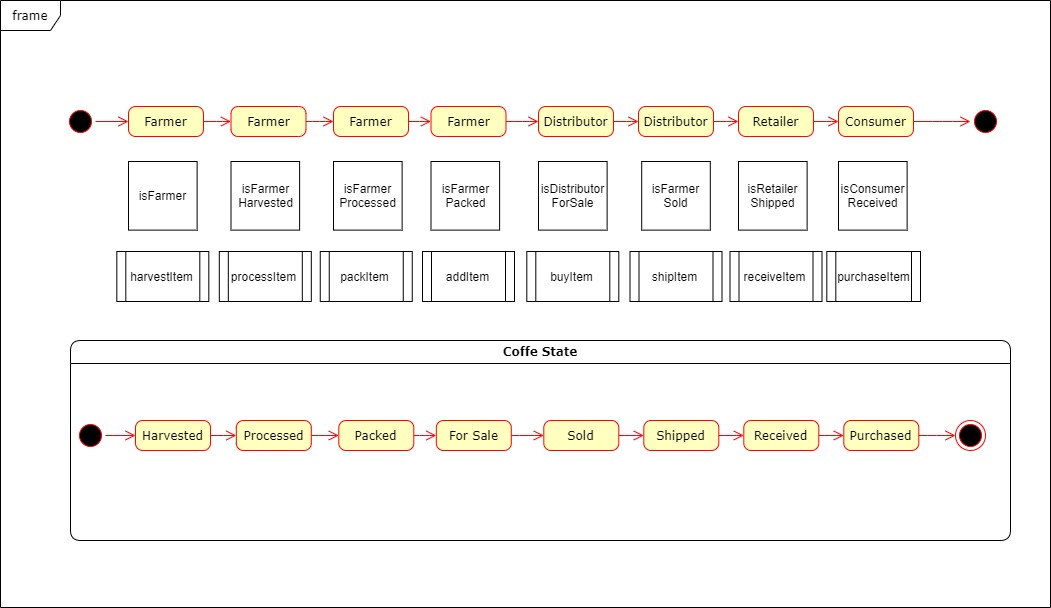 frame
Farmer
Farmer
Farmer
Farmer
Distributor
Distributor
Retailer
Consumer
isFarmer
isFarmer
Harvested
isFarmer
Processed
isFarmer
Packed
isDistributor
ForSale
isFarmer
Sold
isRetailer
Shipped
isConsumer
Received
harvestItem
processItem
packItem
addItem
buyItem
shipItem
receiveItem
purchaseItem
Coffe State
Harvested
Processed
Packed
For Sale
Sold
Shipped
Received
Purchased